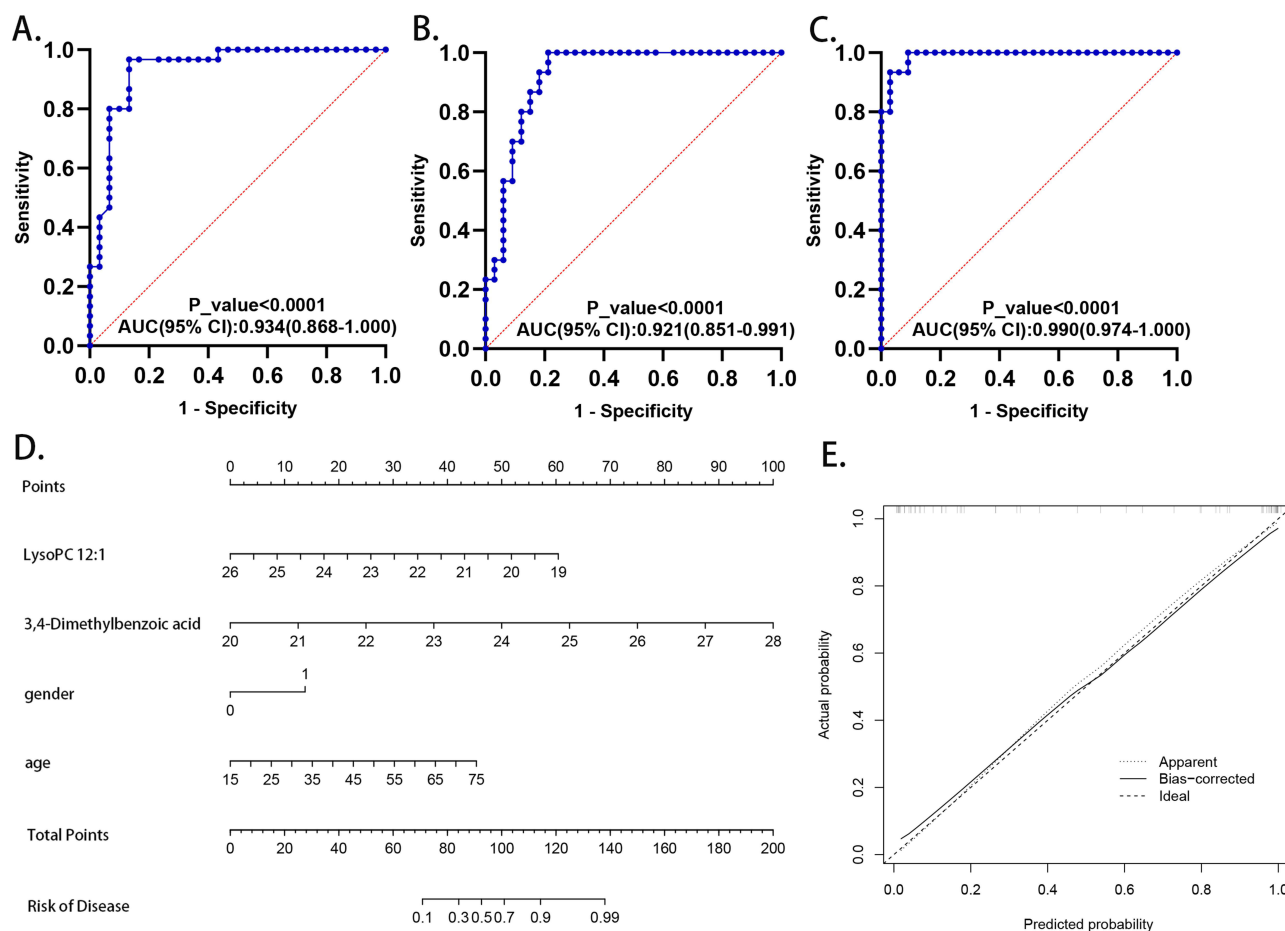 A.
1.0
0.8
0.6
0.4
0.2
0.0
Sensitivity
P_value<0.0001
AUC(95% CI):0.934(0.868-1.000)
0.0 0.2 0.4 0.6 0.8 1.0
1 - Specificity
B.
1.0
0.8
0.6
0.4
0.2
0.0
Sensitivity
P_value<0.0001
AUC(95% CI):0.921(0.851-0.991)
0.0 0.2 0.4 0.6 0.8 1.0
1 - Specificity
C.
1.0
0.8
0.6
0.4
0.2
0.0
Sensitivity
P_value<0.0001
AUC(95% CI):0.990(0.974-1.000)
0.0 0.2 0.4 0.6 0.8 1.0
1 - Specificity
D.
0 10 20 30 40 50 60 70 80 90 100
Points
LysoPC 12:1
26 25 24 23 22 21 20 19
3,4-Dimethylbenzoic acid
20 21 22 23 24 25 26 27 28
1
gender
0
age
15 25 35 45 55 65 75
Total Points
0 20 40 60 80 100 120 140 160 180 200
Risk of Disease
0.1 0.3 0.5 0.7 0.9 0.99
E.
1.0
0.8
0.6
0.4
0.2
0.0
Actual probability
Apparent
Bias-corrected
Ideal
0.0 0.2 0.4 0.6 0.8 1.0
Predicted probability